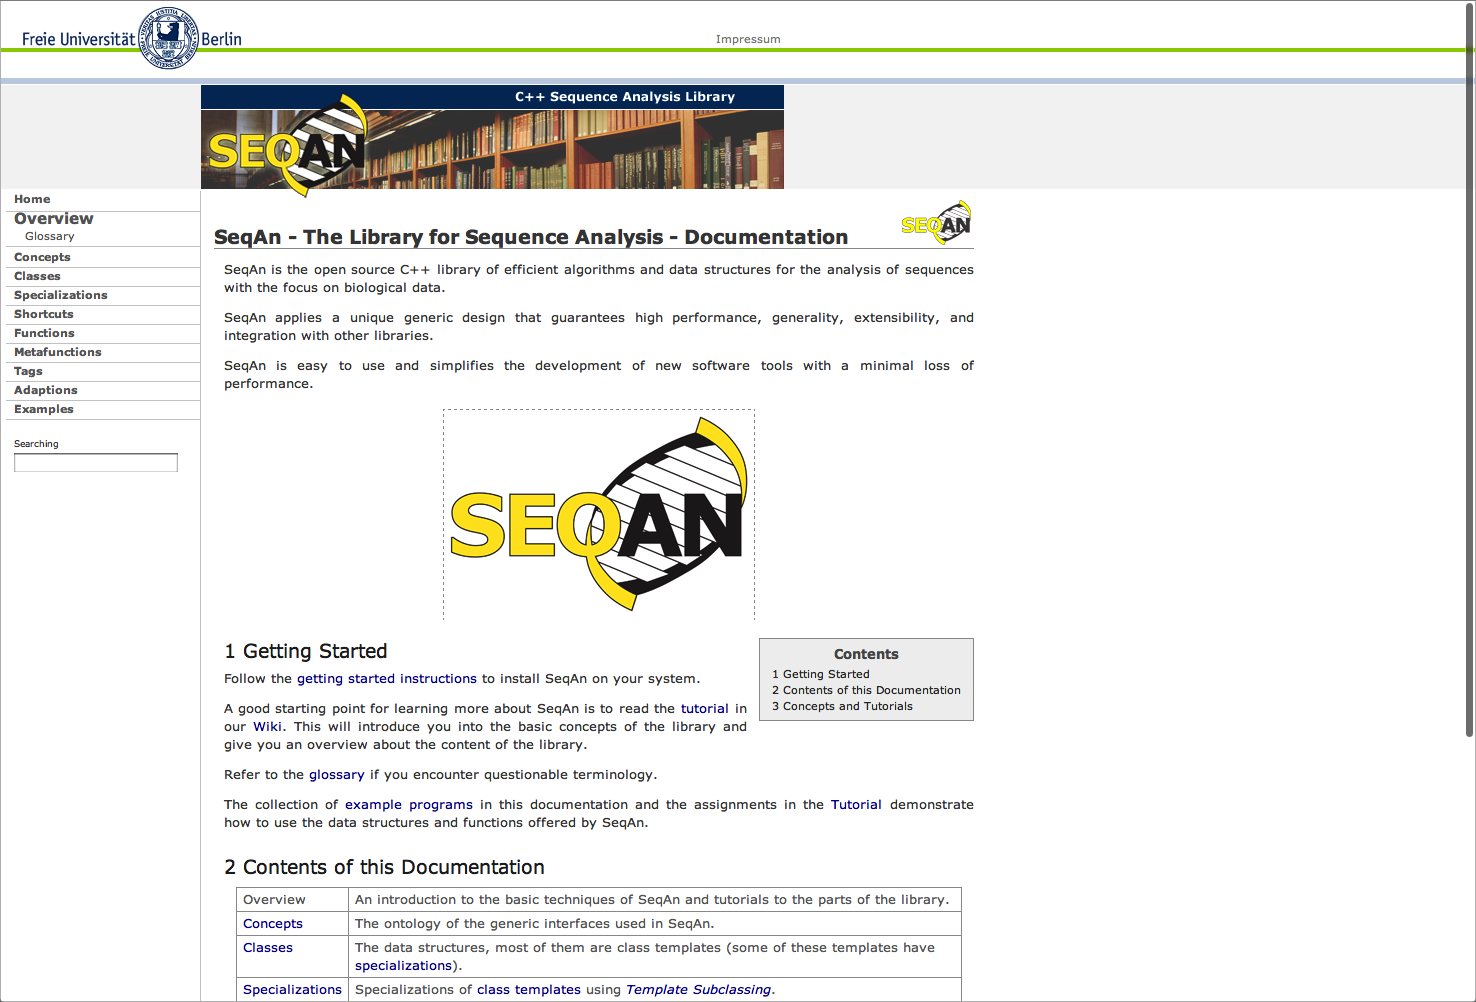 Freie Universität Berlin
Impressum
C++ Sequence Analysis Library
SEQAN
Home
Overview
Glossary
Concepts
Classes
Specializations
Shortcuts
Functions
Metafunctions
Tags
Adaptions
Examples
Searching
SEQAN
SeqAn - The Library for Sequence Analysis - Documentation
SeqAn is the open source C++ library of efficient algorithms and data structures for the analysis of sequences
with the focus on biological data.
SeqAn applies a unique generic design that guarantees high performance, generality, extensibility, and
integration with other libraries.
SeqAn is easy to use and simplifies the development of new software tools with a minimal loss of
performance.
SEQAN
1 Getting Started
Follow the getting started instructions to install SeqAn on your system.
A good starting point for learning more about SeqAn is to read the tutorial in
our Wiki. This will introduce you into the basic concepts of the library and
give you an overview about the content of the library.
Refer to the glossary if you encounter questionable terminology.
The collection of example programs in this documentation and the assignments in the Tutorial demonstrate
how to use the data structures and functions offered by SeqAn.
Contents
1 Getting Started
2 Contents of this Documentation
3 Concepts and Tutorials
2 Contents of this Documentation
Overview An introduction to the basic techniques of SeqAn and tutorials to the parts of the library.
Concepts The ontology of the generic interfaces used in SeqAn.
Classes The data structures, most of them are class templates (some of these templates have
specializations).
Specializations Specializations of class templates using Template Subclassing.